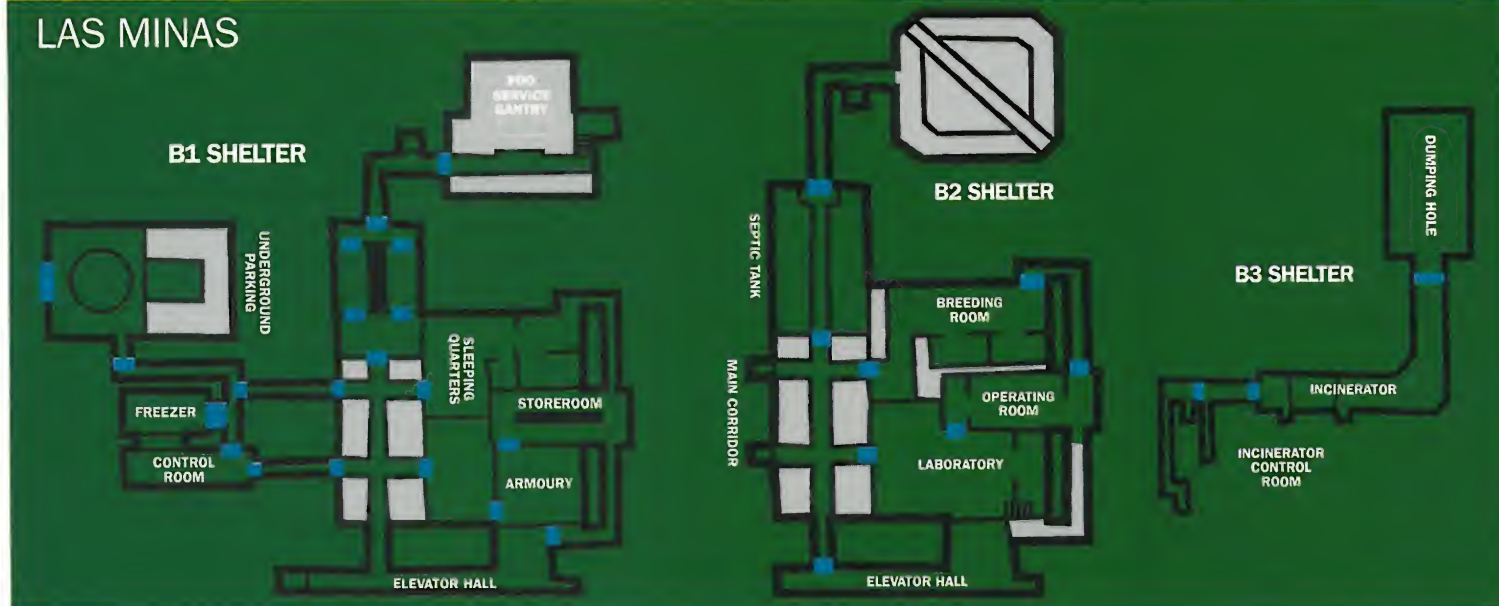 LAS MINAS
B1 SHELTER
POD
SERVICE
GANTRY
UNDERGROUND
PARKING
SLEEPING
QUARTERS
FREEZER
STOREROOM
CONTROL
ROOM
ARMOURY
ELEVATOR HALL
B2 SHELTER
SEPTIC TANK
BREEDING
ROOM
MAIN CORRIDOR
OPERATING
ROOM
LABORATORY
ELEVATOR HALL
B3 SHELTER
DUMPING HOLE
INCINERATOR
INCINERATOR
CONTROL
ROOM